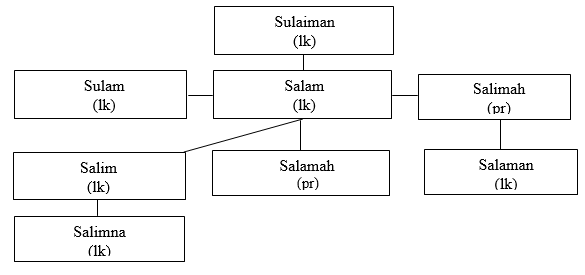 Sulaiman
(lk)
Sulam
(lk)
Salam
(lk)
Salimah
(pr)
Salim
(lk)
Salamah
(pr)
Salaman
(lk)
Salimna
(lk)